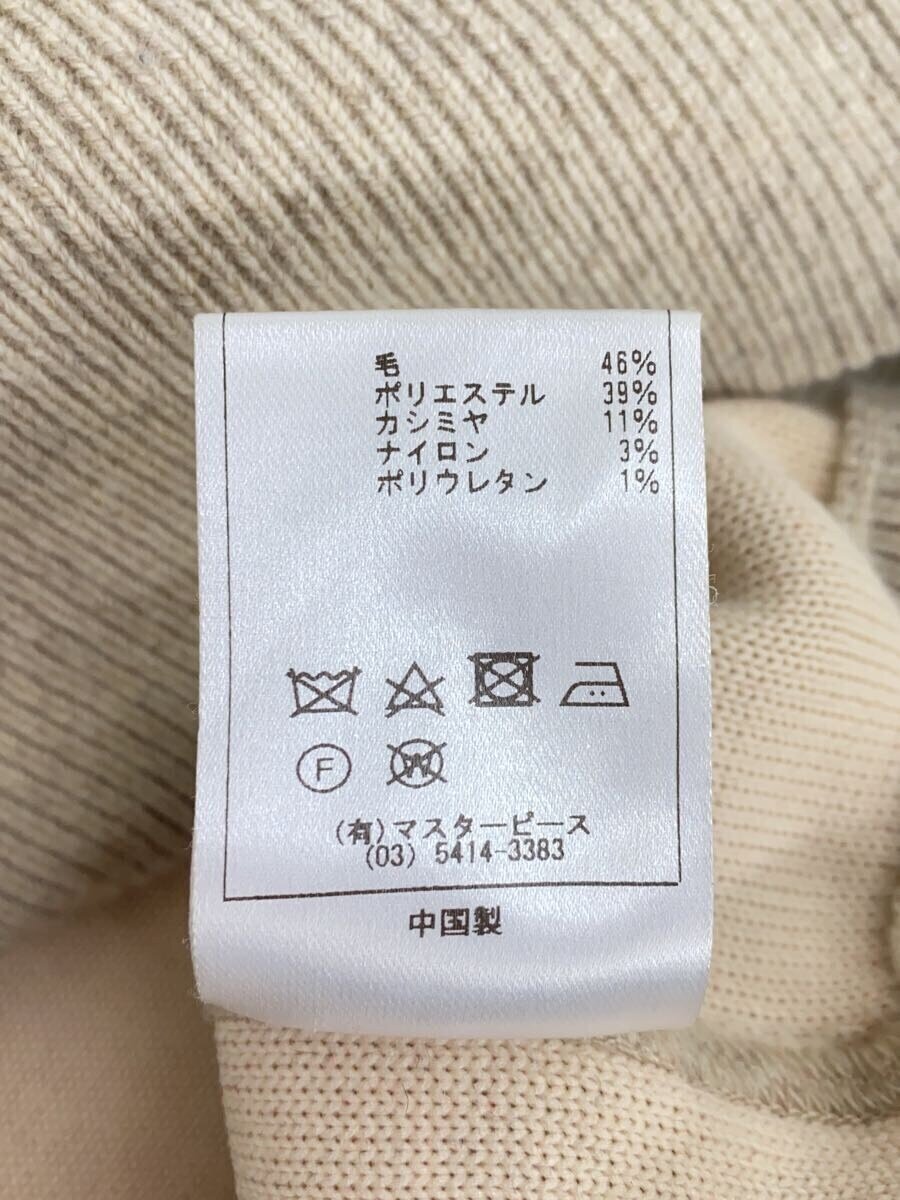 毛 46%
ポリエステル 39%
カシミヤ 11%
ナイロン 3%
ポリウレタン 1%
F W
(有)マスターピース
(03) 5414-3383
中国製